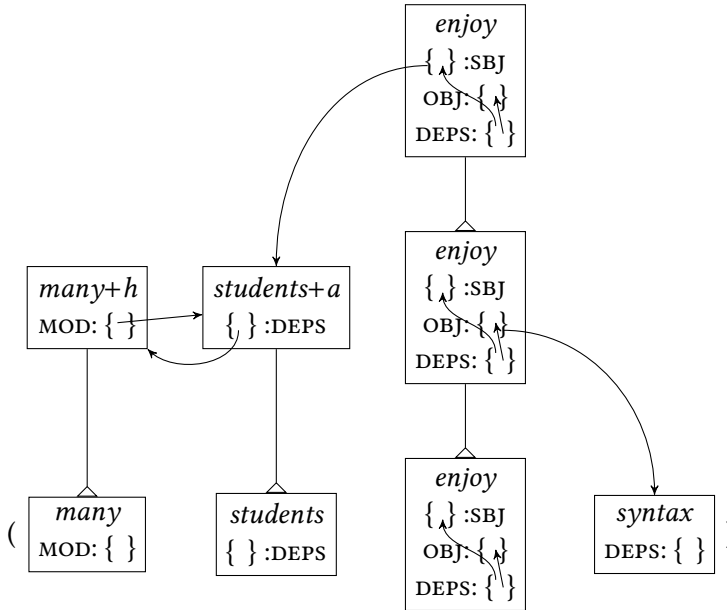 enjoy
{ } :SBJ
OBJ: { }
DEPS: { }
enjoy
{ } :SBJ
OBJ: { }
DEPS: { }
many+h
MOD: { }
students+a
{ } :DEPS
(
many
MOD: { }
students
{ } :DEPS
enjoy
{ } :SBJ
OBJ: { }
DEPS: { }
syntax
DEPS: { }